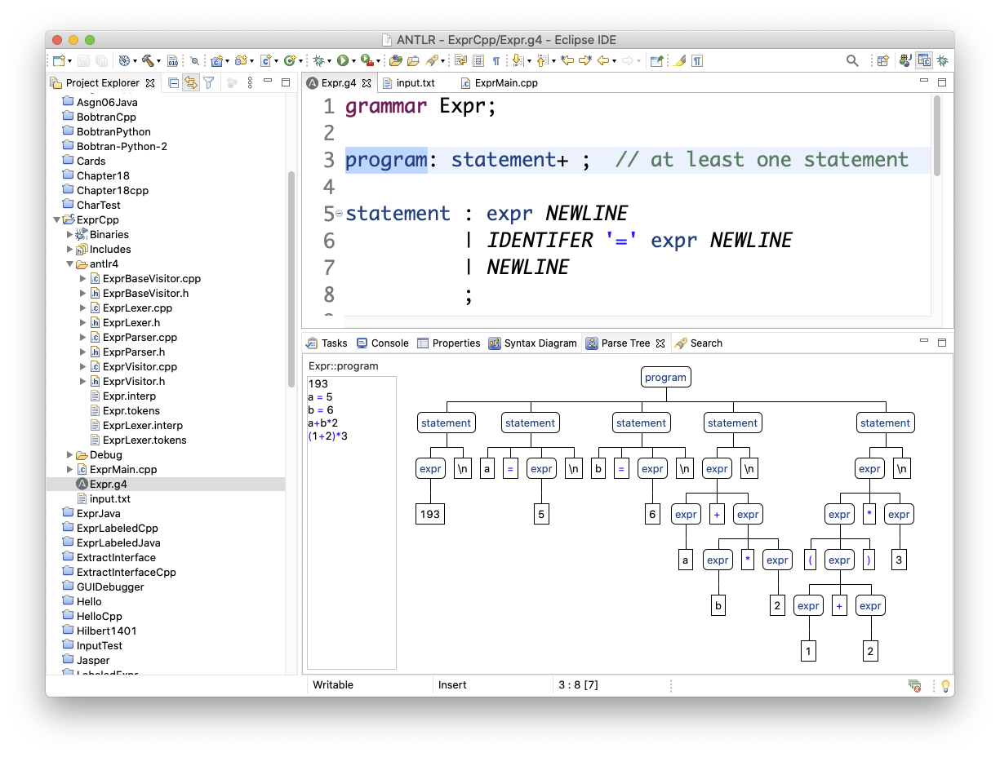 ANTLR - ExprCpp/Expr.g4 - Eclipse IDE
Project Explorer
Asgn06Java
BobtranCpp
BobtranPython
Bobtran-Python-2
Cards
Chapter18
Chapter18cpp
CharTest
ExprCpp
Binaries
Includes
antlr4
ExprBaseVisitor.cpp
ExprBaseVisitor.h
ExprLexer.cpp
ExprLexer.h
ExprParser.cpp
ExprParser.h
ExprVisitor.cpp
ExprVisitor.h
Expr.interp
Expr.tokens
ExprLexer.interp
ExprLexer.tokens
Debug
ExprMain.cpp
Expr.g4
input.txt
ExprJava
ExprLabeledCpp
ExprLabeledJava
ExtractInterface
ExtractInterfaceCpp
GUIDebugger
Hello
HelloCpp
Hilbert1401
InputTest
Jasper
LabeledExpr
Expr.g4 input.txt ExprMain.cpp
1 grammar Expr;
2
3 program: statement+ ;  // at least one statement
4
5 statement : expr NEWLINE
6 | IDENTIFER '=' expr NEWLINE
7 | NEWLINE
8 ;
Tasks Console Properties Syntax Diagram Parse Tree Search
Expr::program
193
a = 5
b = 6
a+b*2
(1+2)*3
program
statement statement statement statement statement
expr \n a = expr \n b = expr \n expr \n expr \n
193 5 6 expr + expr expr * expr
a expr * expr ( expr ) 3
b 2 expr + expr
1 2
Writable Insert 3 : 8 [7]